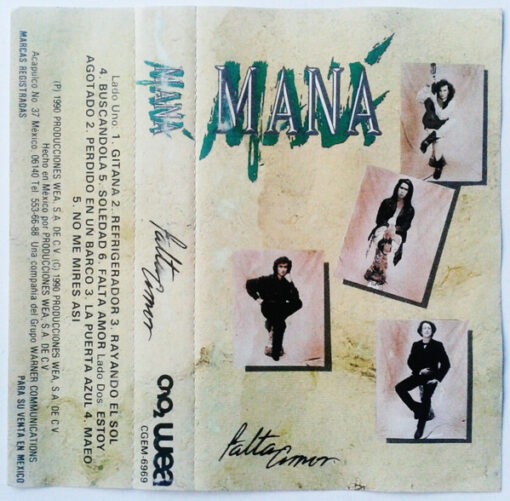 MANÁ
Falta Amor
MANÁ
Falta Amor
CGEM-6969
Lado Uno: 1. GITANA 2. REFRIGERADOR 3. RAYANDO EL SOL
4. BUSCANDOLA 5. SOLEDAD 6. FALTA AMOR Lado Dos: ESTOY
AGOTADO 2. PERDIDO EN UN BARCO 3. LA PUERTA AZUL 4. MAEO
5. NO ME MIRES ASI
(P) 1990 PRODUCCIONES WEA, S.A. DE C.V. (C) 1990 PRODUCCIONES WEA, S.A. DE C.V.
Hecho en México por PRODUCCIONES WEA, S.A. DE C.V.
Acapulco No. 37 México, 06140 Tel. 553-66-88 Una compañía del Grupo WARNER COMMUNICATIONS
MARCAS REGISTRADAS PARA SU VENTA EN MEXICO